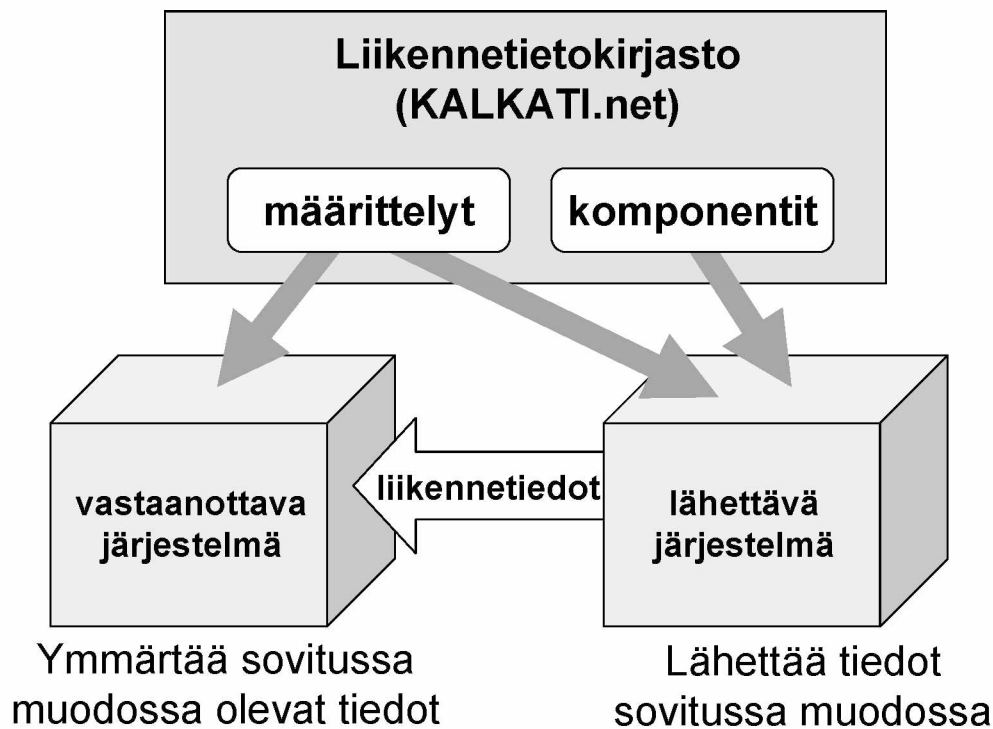 Liikennetietokirjasto
(KALKATI.net)
määrittelyt
komponentit
vastaanottava
järjestelmä
liikennetiedot
lähettävä
järjestelmä
Ymmärtää sovitussa
muodossa olevat tiedot
Lähettää tiedot
sovitussa muodossa